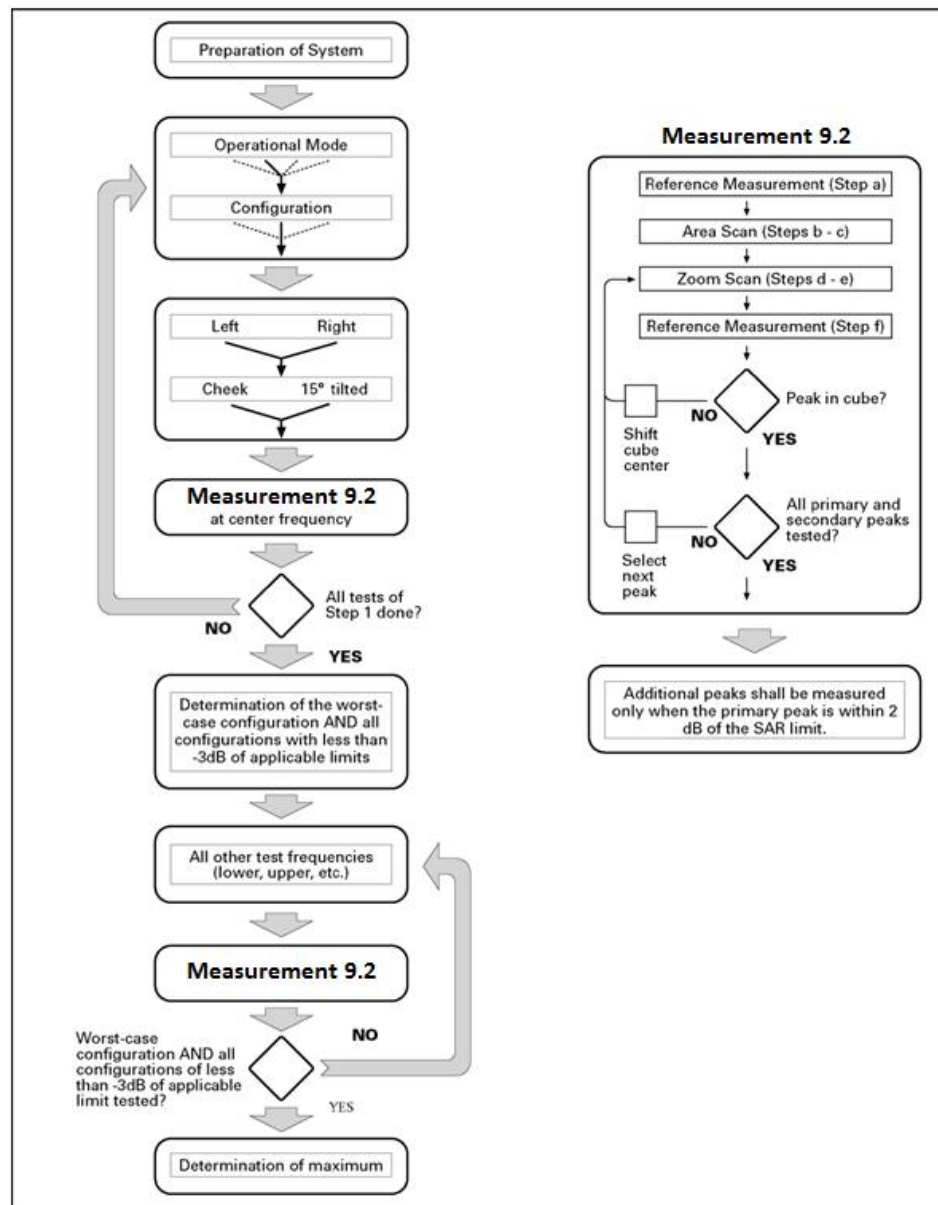 Preparation of System
Operational Mode
Configuration
Left
Right
Cheek
15° tilted
Measurement 9.2
at center frequency
All tests of
Step 1 done?
NO
YES
Determination of the worst-
case configuration AND all
configurations with less than
-3dB of applicable limits
All other test frequencies
(lower, upper, etc.)
Measurement 9.2
Worst-case
configuration AND all
configurations of less
than -3dB of applicable
limit tested?
NO
YES
Determination of maximum
Measurement 9.2
Reference Measurement (Step a)
Area Scan (Steps b - c)
Zoom Scan (Steps d - e)
Reference Measurement (Step f)
Peak in cube?
NO
Shift
cube
center
YES
All primary and
secondary peaks
tested?
NO
Select
next
peak
YES
Additional peaks shall be measured
only when the primary peak is within 2
dB of the SAR limit.